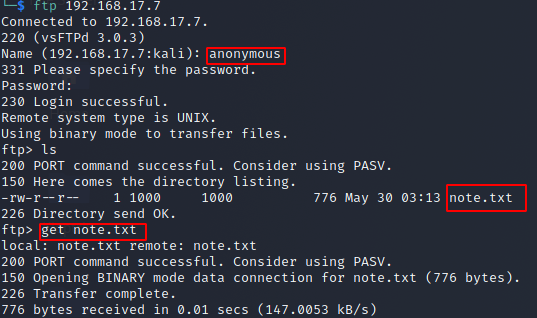 └─$ ftp 192.168.17.7
Connected to 192.168.17.7.
220 (vsFTPd 3.0.3)
Name (192.168.17.7:kali): anonymous
331 Please specify the password.
Password:
230 Login successful.
Remote system type is UNIX.
Using binary mode to transfer files.
ftp> ls
200 PORT command successful. Consider using PASV.
150 Here comes the directory listing.
-rw-r--r--    1 1000     1000          776 May 30 03:13 note.txt
226 Directory send OK.
ftp> get note.txt
local: note.txt remote: note.txt
200 PORT command successful. Consider using PASV.
150 Opening BINARY mode data connection for note.txt (776 bytes).
226 Transfer complete.
776 bytes received in 0.01 secs (147.0053 kB/s)